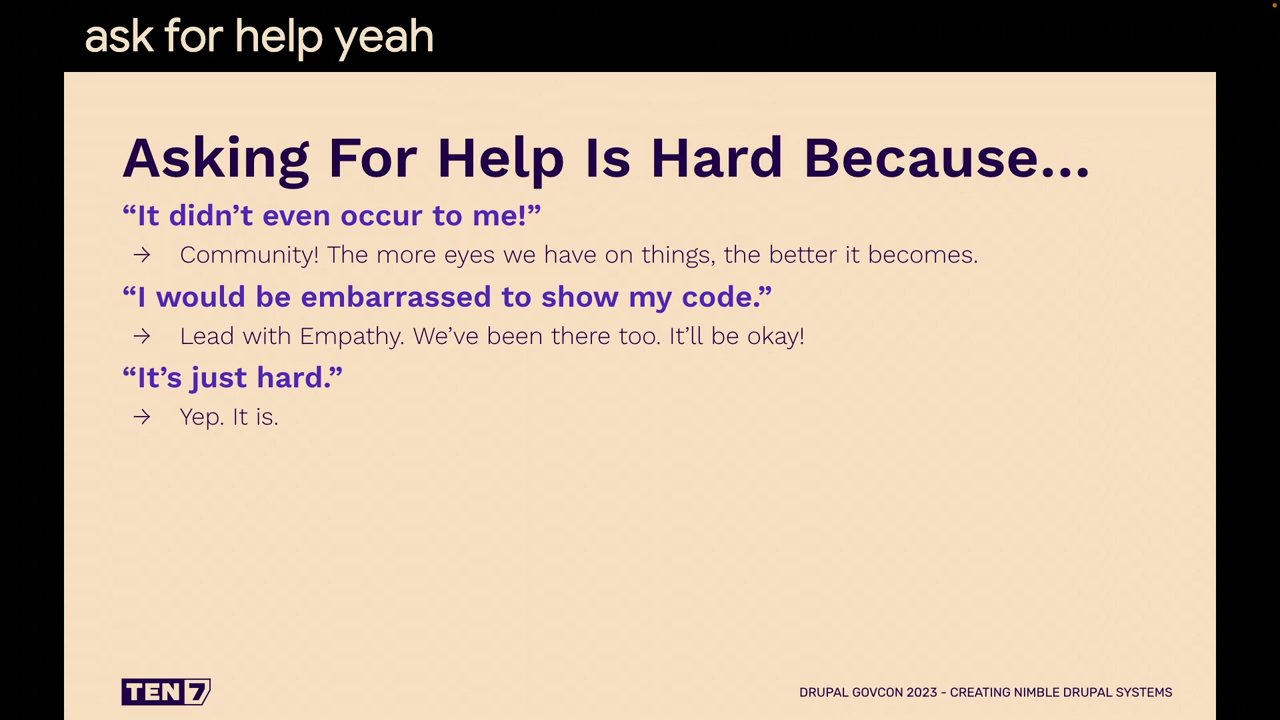 ask for help yeah
Asking For Help Is Hard Because...
“It didn’t even occur to me!”
→ Community! The more eyes we have on things, the better it becomes.
“I would be embarrassed to show my code.”
→ Lead with Empathy. We’ve been there too. It’ll be okay!
“It’s just hard.”
→ Yep. It is.
TEN7
DRUPAL GOVCON 2023 - CREATING NIMBLE DRUPAL SYSTEMS